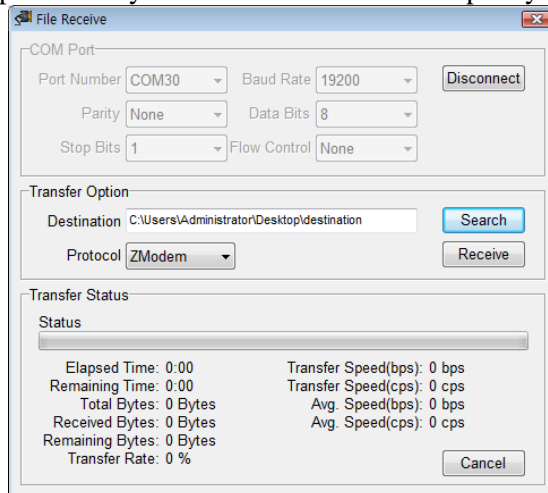 File Receive
COM Port
Port Number COM30 Baud Rate 19200 Disconnect
Parity None Data Bits 8
Stop Bits 1 Flow Control None
Transfer Option
Destination C:\Users\Administrator\Desktop\destination Search
Protocol ZModem Receive
Transfer Status
Status
Elapsed Time: 0:00 Transfer Speed(bps): 0 bps
Remaining Time: 0:00 Transfer Speed(cps): 0 cps
Total Bytes: 0 Bytes Avg. Speed(bps): 0 bps
Received Bytes: 0 Bytes Avg. Speed(cps): 0 cps
Remaining Bytes: 0 Bytes
Transfer Rate: 0 %
Cancel